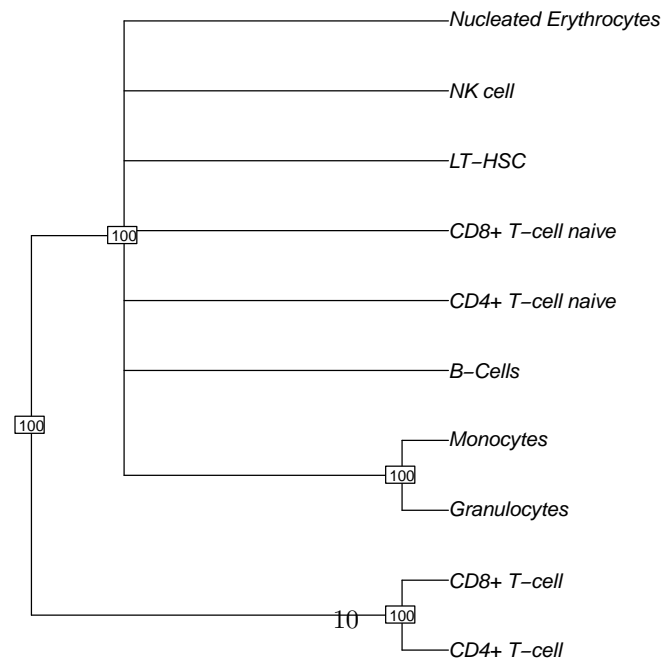 Nucleated Erythrocytes
NK cell
LT−HSC
100
CD8+ T−cell naive
CD4+ T−cell naive
B−Cells
100
Monocytes
100
Granulocytes
CD8+ T−cell
100
10
CD4+ T−cell